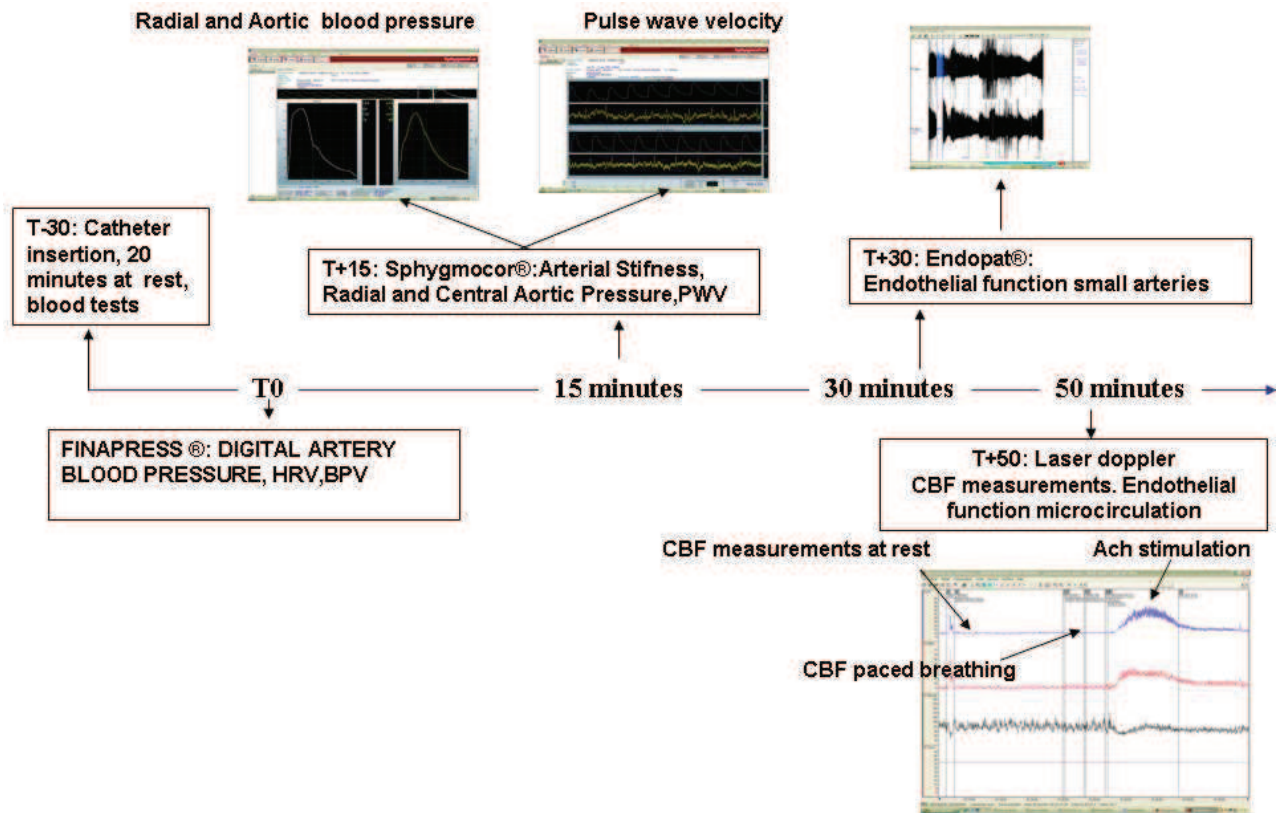 Radial and Aortic blood pressure
Pulse wave velocity
T-30: Catheter
insertion, 20
minutes at rest,
blood tests
T+15: Sphygmocor®:Arterial Stifness,
Radial and Central Aortic Pressure,PWV
T+30: Endopat®:
Endothelial function small arteries
T0
15 minutes
30 minutes
50 minutes
FINAPRESS ®: DIGITAL ARTERY
BLOOD PRESSURE, HRV,BPV
T+50: Laser doppler
CBF measurements. Endothelial
function microcirculation
CBF measurements at rest
Ach stimulation
CBF paced breathing